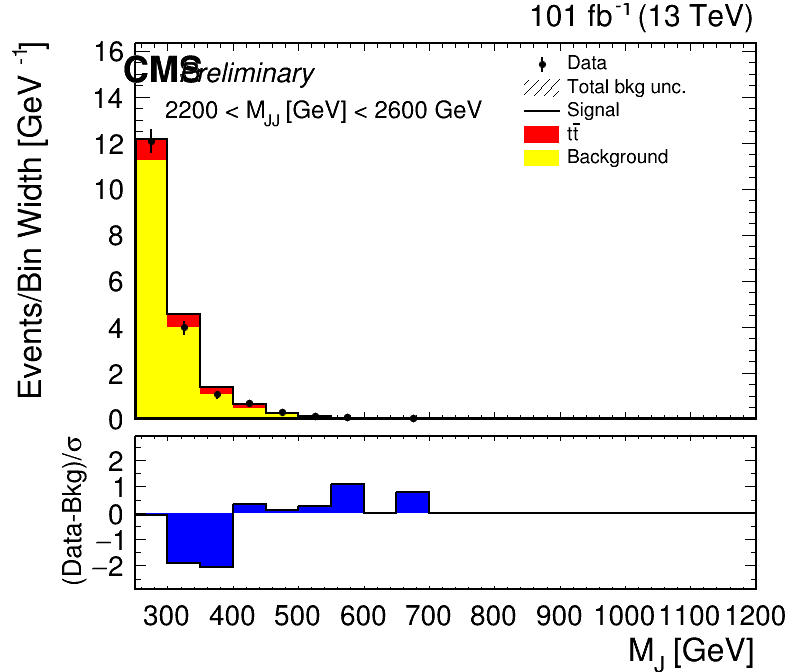 101 fb⁻¹ (13 TeV)
CMS Preliminary
2200 < M_JJ [GeV] < 2600 GeV
Data
Total bkg unc.
Signal
tt̄
Background
Events/Bin Width [GeV⁻¹]
16
14
12
10
8
6
4
2
0
(Data-Bkg)/σ
2
1
0
−1
−2
300 400 500 600 700 800 900 1000 1100 1200
M_J [GeV]